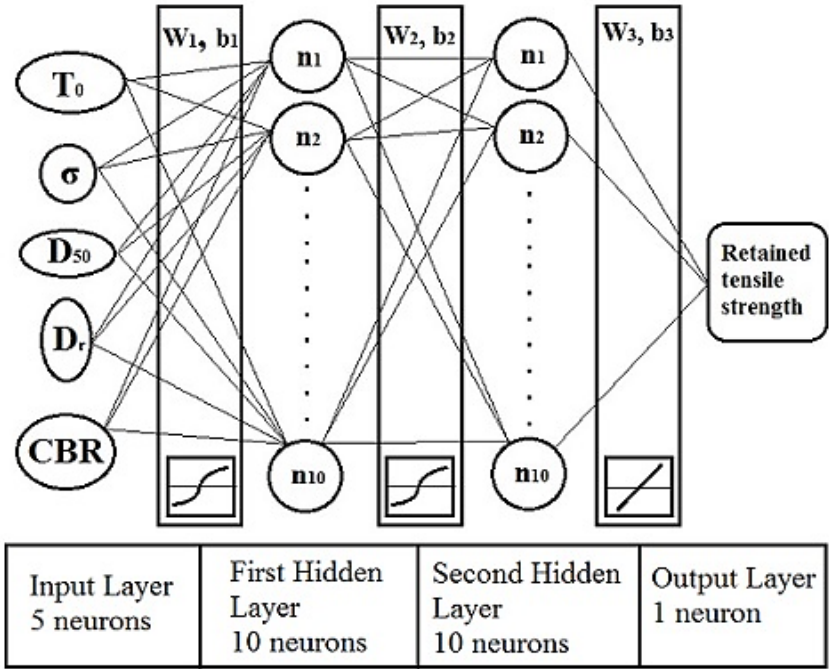 W1, b1
W2, b2
W3, b3
T0
σ
D50
Dr
CBR
n1
n2
n10
n1
n2
n10
Retained
tensile
strength
Input Layer
5 neurons
First Hidden
Layer
10 neurons
Second Hidden
Layer
10 neurons
Output Layer
1 neuron